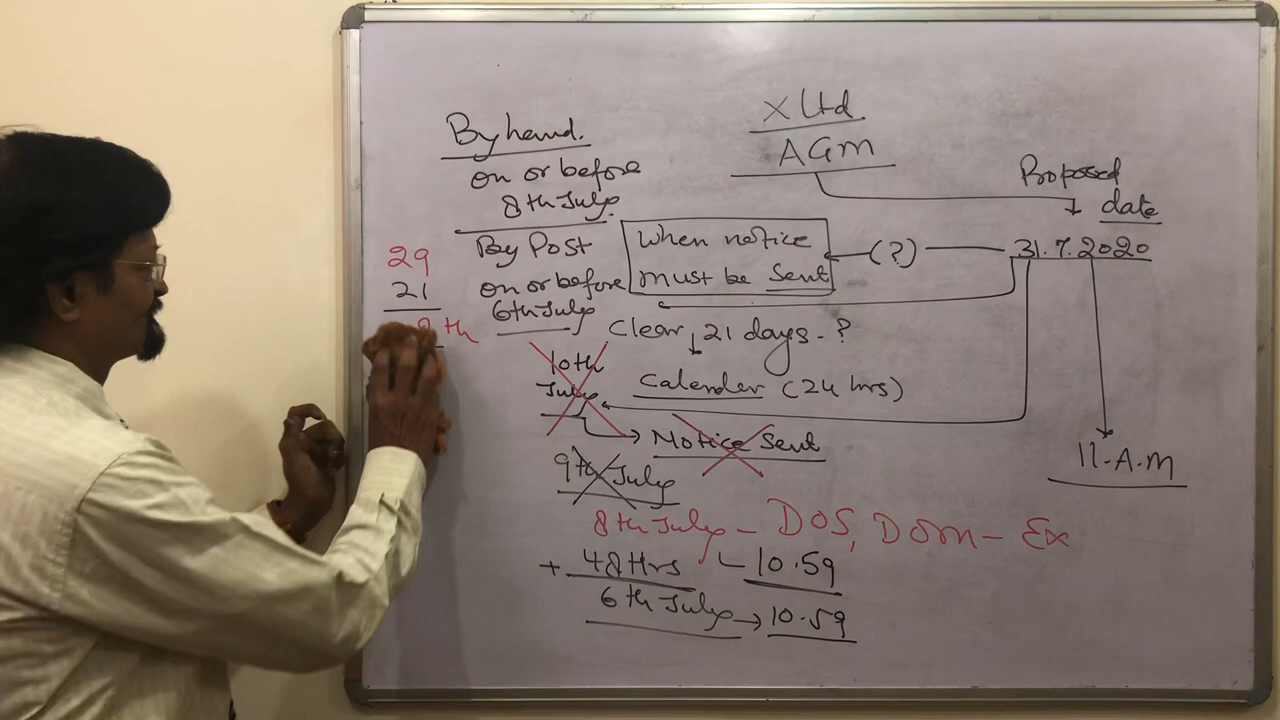 X Ltd
AGM
Proposed
date
31.7.2020
(?)
When notice
must be sent
By hand.
on or before
8th July
By Post
on or before
6th July
29
21
8 th
Clear 21 days - ?
Calender (24 hrs)
10th
July
Notice Sent
9th July
8th July - DOS, DOM - Ex
+ 48 Hrs 10.59
6th July → 10.59
11.A.M